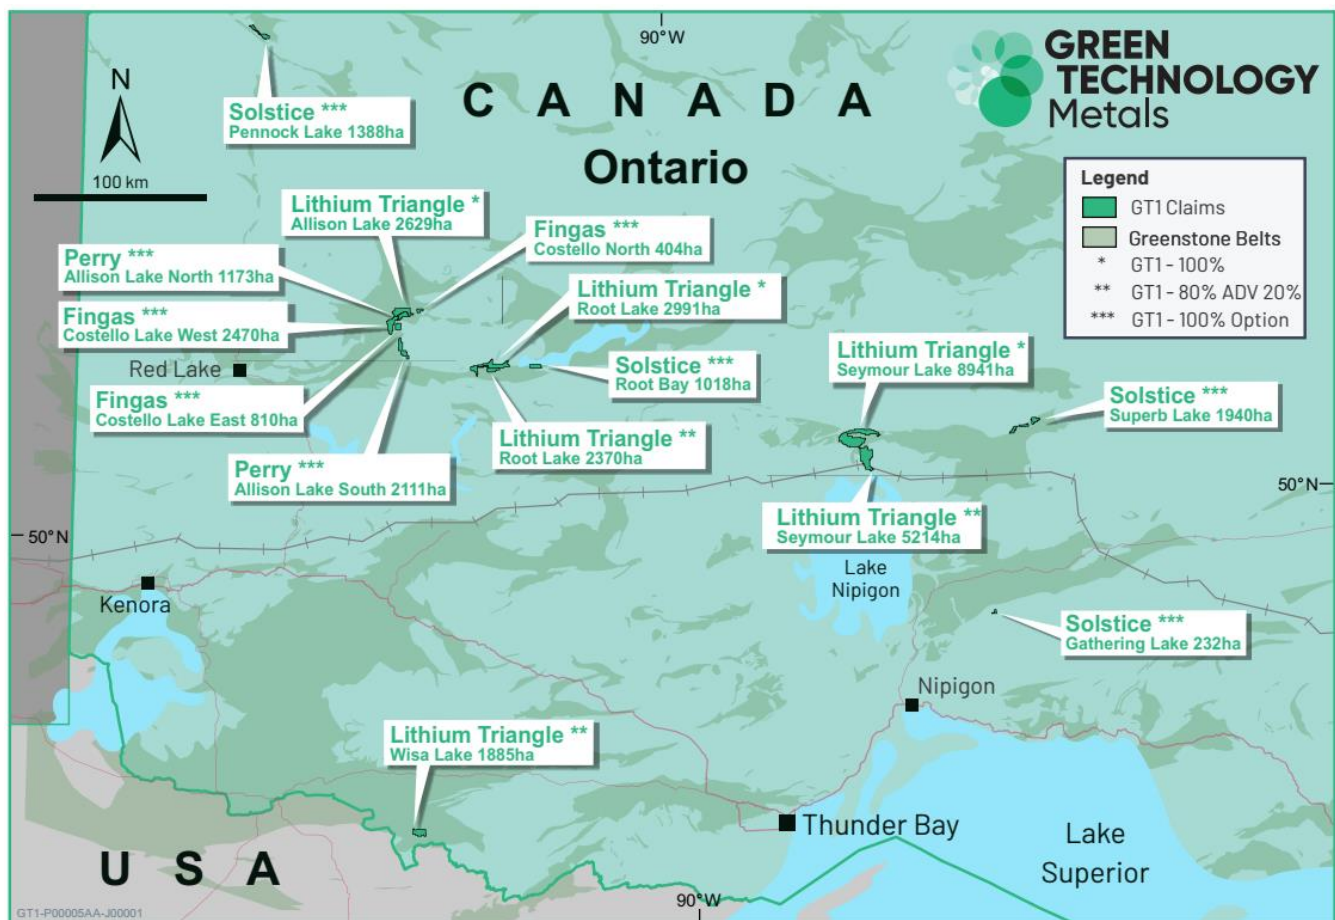 90°W
GREEN
TECHNOLOGY
Metals
N
100 km
CANADA
Ontario
Solstice ***
Pennock Lake 1388ha
Legend
GT1 Claims
Greenstone Belts
* GT1 - 100%
** GT1 - 80% ADV 20%
*** GT1 - 100% Option
Lithium Triangle *
Allison Lake 2629ha
Fingas ***
Costello North 404ha
Perry ***
Allison Lake North 1173ha
Lithium Triangle *
Root Lake 2991ha
Fingas ***
Costello Lake West 2470ha
Red Lake
Solstice ***
Root Bay 1018ha
Lithium Triangle *
Seymour Lake 8941ha
Solstice ***
Superb Lake 1940ha
Fingas ***
Costello Lake East 810ha
Lithium Triangle **
Root Lake 2370ha
Perry ***
Allison Lake South 2111ha
50°N
50°N
Lithium Triangle **
Seymour Lake 5214ha
Lake
Nipigon
Kenora
Solstice ***
Gathering Lake 232ha
Nipigon
Lithium Triangle **
Wisa Lake 1885ha
Thunder Bay
Lake
Superior
USA
90°W
GT1-P00005AA-J00001